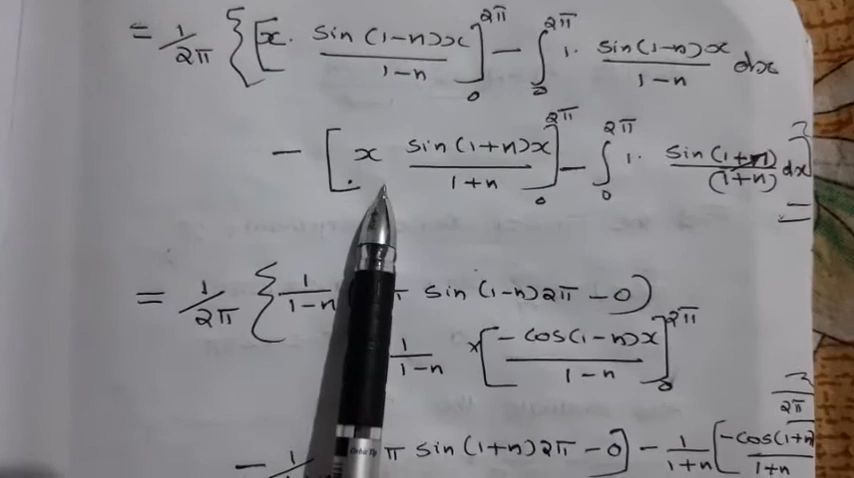 = 1/2π { [x. sin(1-n)x / 1-n]₀^2π - ∫₀^2π 1. sin(1-n)x / 1-n dx
- [x sin(1+n)x / 1+n]₀^2π - ∫₀^2π 1. sin(1+n) / (1+n) dx }
= 1/2π { 1/1-n sin(1-n)2π - 0)
1/1-n × [-cos(1-n)x / 1-n]₀^2π
π sin(1+n)2π - 0] - 1/1+n [-cos(1+n) / 1+n